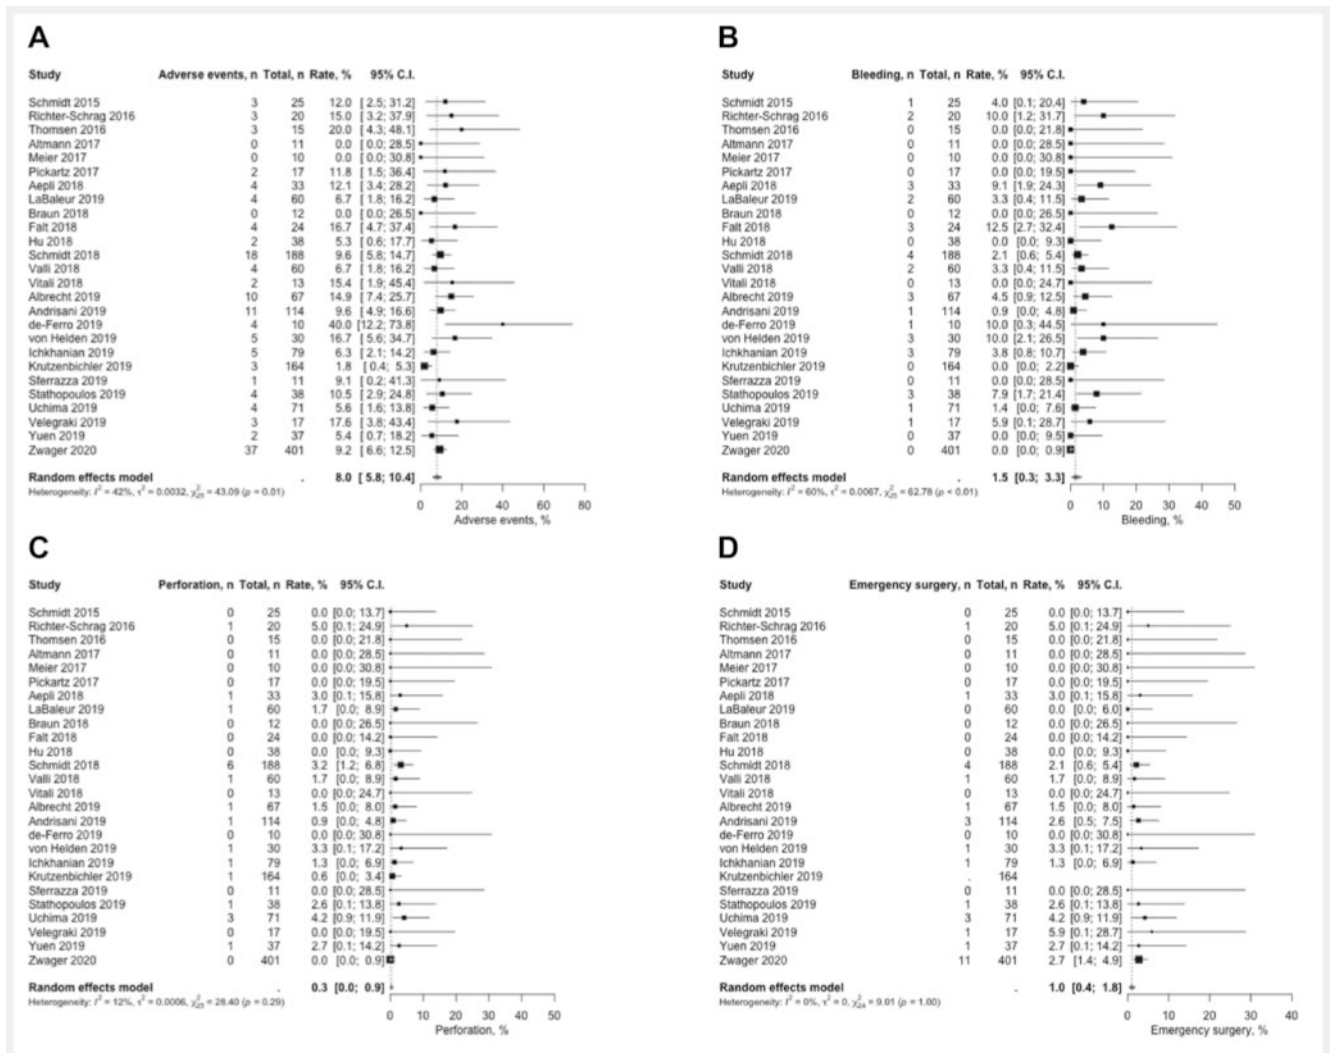 A
Study Adverse events, n Total, n Rate, % 95% C.I.
Schmidt 2015 3 25 12.0 [ 2.5; 31.2]
Richter-Schrag 2016 3 20 15.0 [ 3.2; 37.9]
Thomsen 2016 3 15 20.0 [ 4.3; 48.1]
Altmann 2017 0 11 0.0 [ 0.0; 28.5]
Meier 2017 0 10 0.0 [ 0.0; 30.8]
Pickartz 2017 2 17 11.8 [ 1.5; 36.4]
Aepli 2018 4 33 12.1 [ 3.4; 28.2]
LaBaleur 2019 4 60 6.7 [ 1.8; 16.2]
Braun 2018 0 12 0.0 [ 0.0; 26.5]
Falt 2018 4 24 16.7 [ 4.7; 37.4]
Hu 2018 2 38 5.3 [ 0.6; 17.7]
Schmidt 2018 18 188 9.6 [ 5.8; 14.7]
Valli 2018 4 60 6.7 [ 1.8; 16.2]
Vitali 2018 2 13 15.4 [ 1.9; 45.4]
Albrecht 2019 10 67 14.9 [ 7.4; 25.7]
Andrisani 2019 11 114 9.6 [ 4.9; 16.6]
de-Ferro 2019 4 10 40.0 [12.2; 73.8]
von Helden 2019 5 30 16.7 [ 5.6; 34.7]
Ichkhanian 2019 5 79 6.3 [ 2.1; 14.2]
Krutzenbichler 2019 3 164 1.8 [ 0.4; 5.3]
Sferrazza 2019 1 11 9.1 [ 0.2; 41.3]
Stathopoulos 2019 4 38 10.5 [ 2.9; 24.8]
Uchima 2019 4 71 5.6 [ 1.6; 13.8]
Velegraki 2019 3 17 17.6 [ 3.8; 43.4]
Yuen 2019 2 37 5.4 [ 0.7; 18.2]
Zwager 2020 37 401 9.2 [ 6.6; 12.5]
Random effects model . 8.0 [ 5.8; 10.4]
Heterogeneity: I² = 42%, τ² = 0.0032, χ²₂₅ = 43.09 (p = 0.01)
0 20 40 60 80
Adverse events, %
B
Study Bleeding, n Total, n Rate, % 95% C.I.
Schmidt 2015 1 25 4.0 [0.1; 20.4]
Richter-Schrag 2016 2 20 10.0 [1.2; 31.7]
Thomsen 2016 0 15 0.0 [0.0; 21.8]
Altmann 2017 0 11 0.0 [0.0; 28.5]
Meier 2017 0 10 0.0 [0.0; 30.8]
Pickartz 2017 0 17 0.0 [0.0; 19.5]
Aepli 2018 3 33 9.1 [1.9; 24.3]
LaBaleur 2019 2 60 3.3 [0.4; 11.5]
Braun 2018 0 12 0.0 [0.0; 26.5]
Falt 2018 3 24 12.5 [2.7; 32.4]
Hu 2018 0 38 0.0 [0.0; 9.3]
Schmidt 2018 4 188 2.1 [0.6; 5.4]
Valli 2018 2 60 3.3 [0.4; 11.5]
Vitali 2018 0 13 0.0 [0.0; 24.7]
Albrecht 2019 3 67 4.5 [0.9; 12.5]
Andrisani 2019 1 114 0.9 [0.0; 4.8]
de-Ferro 2019 1 10 10.0 [0.3; 44.5]
von Helden 2019 3 30 10.0 [2.1; 26.5]
Ichkhanian 2019 3 79 3.8 [0.8; 10.7]
Krutzenbichler 2019 0 164 0.0 [0.0; 2.2]
Sferrazza 2019 0 11 0.0 [0.0; 28.5]
Stathopoulos 2019 3 38 7.9 [1.7; 21.4]
Uchima 2019 1 71 1.4 [0.0; 7.6]
Velegraki 2019 1 17 5.9 [0.1; 28.7]
Yuen 2019 0 37 0.0 [0.0; 9.5]
Zwager 2020 0 401 0.0 [0.0; 0.9]
Random effects model . 1.5 [0.3; 3.3]
Heterogeneity: I² = 60%, τ² = 0.0067, χ²₂₅ = 62.78 (p < 0.01)
0 10 20 30 40 50
Bleeding, %
C
Study Perforation, n Total, n Rate, % 95% C.I.
Schmidt 2015 0 25 0.0 [0.0; 13.7]
Richter-Schrag 2016 1 20 5.0 [0.1; 24.9]
Thomsen 2016 0 15 0.0 [0.0; 21.8]
Altmann 2017 0 11 0.0 [0.0; 28.5]
Meier 2017 0 10 0.0 [0.0; 30.8]
Pickartz 2017 0 17 0.0 [0.0; 19.5]
Aepli 2018 1 33 3.0 [0.1; 15.8]
LaBaleur 2019 1 60 1.7 [0.0; 8.9]
Braun 2018 0 12 0.0 [0.0; 26.5]
Falt 2018 0 24 0.0 [0.0; 14.2]
Hu 2018 0 38 0.0 [0.0; 9.3]
Schmidt 2018 6 188 3.2 [1.2; 6.8]
Valli 2018 1 60 1.7 [0.0; 8.9]
Vitali 2018 0 13 0.0 [0.0; 24.7]
Albrecht 2019 1 67 1.5 [0.0; 8.0]
Andrisani 2019 1 114 0.9 [0.0; 4.8]
de-Ferro 2019 0 10 0.0 [0.0; 30.8]
von Helden 2019 1 30 3.3 [0.1; 17.2]
Ichkhanian 2019 1 79 1.3 [0.0; 6.9]
Krutzenbichler 2019 1 164 0.6 [0.0; 3.4]
Sferrazza 2019 0 11 0.0 [0.0; 28.5]
Stathopoulos 2019 1 38 2.6 [0.1; 13.8]
Uchima 2019 3 71 4.2 [0.9; 11.9]
Velegraki 2019 0 17 0.0 [0.0; 19.5]
Yuen 2019 1 37 2.7 [0.1; 14.2]
Zwager 2020 0 401 0.0 [0.0; 0.9]
Random effects model . 0.3 [0.0; 0.9]
Heterogeneity: I² = 12%, τ² = 0.0006, χ²₂₅ = 28.40 (p = 0.29)
0 10 20 30 40 50
Perforation, %
D
Study Emergency surgery, n Total, n Rate, % 95% C.I.
Schmidt 2015 0 25 0.0 [0.0; 13.7]
Richter-Schrag 2016 1 20 5.0 [0.1; 24.9]
Thomsen 2016 0 15 0.0 [0.0; 21.8]
Altmann 2017 0 11 0.0 [0.0; 28.5]
Meier 2017 0 10 0.0 [0.0; 30.8]
Pickartz 2017 0 17 0.0 [0.0; 19.5]
Aepli 2018 1 33 3.0 [0.1; 15.8]
LaBaleur 2019 0 60 0.0 [0.0; 6.0]
Braun 2018 0 12 0.0 [0.0; 26.5]
Falt 2018 0 24 0.0 [0.0; 14.2]
Hu 2018 0 38 0.0 [0.0; 9.3]
Schmidt 2018 4 188 2.1 [0.6; 5.4]
Valli 2018 1 60 1.7 [0.0; 8.9]
Vitali 2018 0 13 0.0 [0.0; 24.7]
Albrecht 2019 1 67 1.5 [0.0; 8.0]
Andrisani 2019 3 114 2.6 [0.5; 7.5]
de-Ferro 2019 0 10 0.0 [0.0; 30.8]
von Helden 2019 1 30 3.3 [0.1; 17.2]
Ichkhanian 2019 1 79 1.3 [0.0; 6.9]
Krutzenbichler 2019 . 164
Sferrazza 2019 0 11 0.0 [0.0; 28.5]
Stathopoulos 2019 1 38 2.6 [0.1; 13.8]
Uchima 2019 3 71 4.2 [0.9; 11.9]
Velegraki 2019 1 17 5.9 [0.1; 28.7]
Yuen 2019 1 37 2.7 [0.1; 14.2]
Zwager 2020 11 401 2.7 [1.4; 4.9]
Random effects model . 1.0 [0.4; 1.8]
Heterogeneity: I² = 0%, τ² = 0, χ²₂₄ = 9.01 (p = 1.00)
0 10 20 30 40
Emergency surgery, %